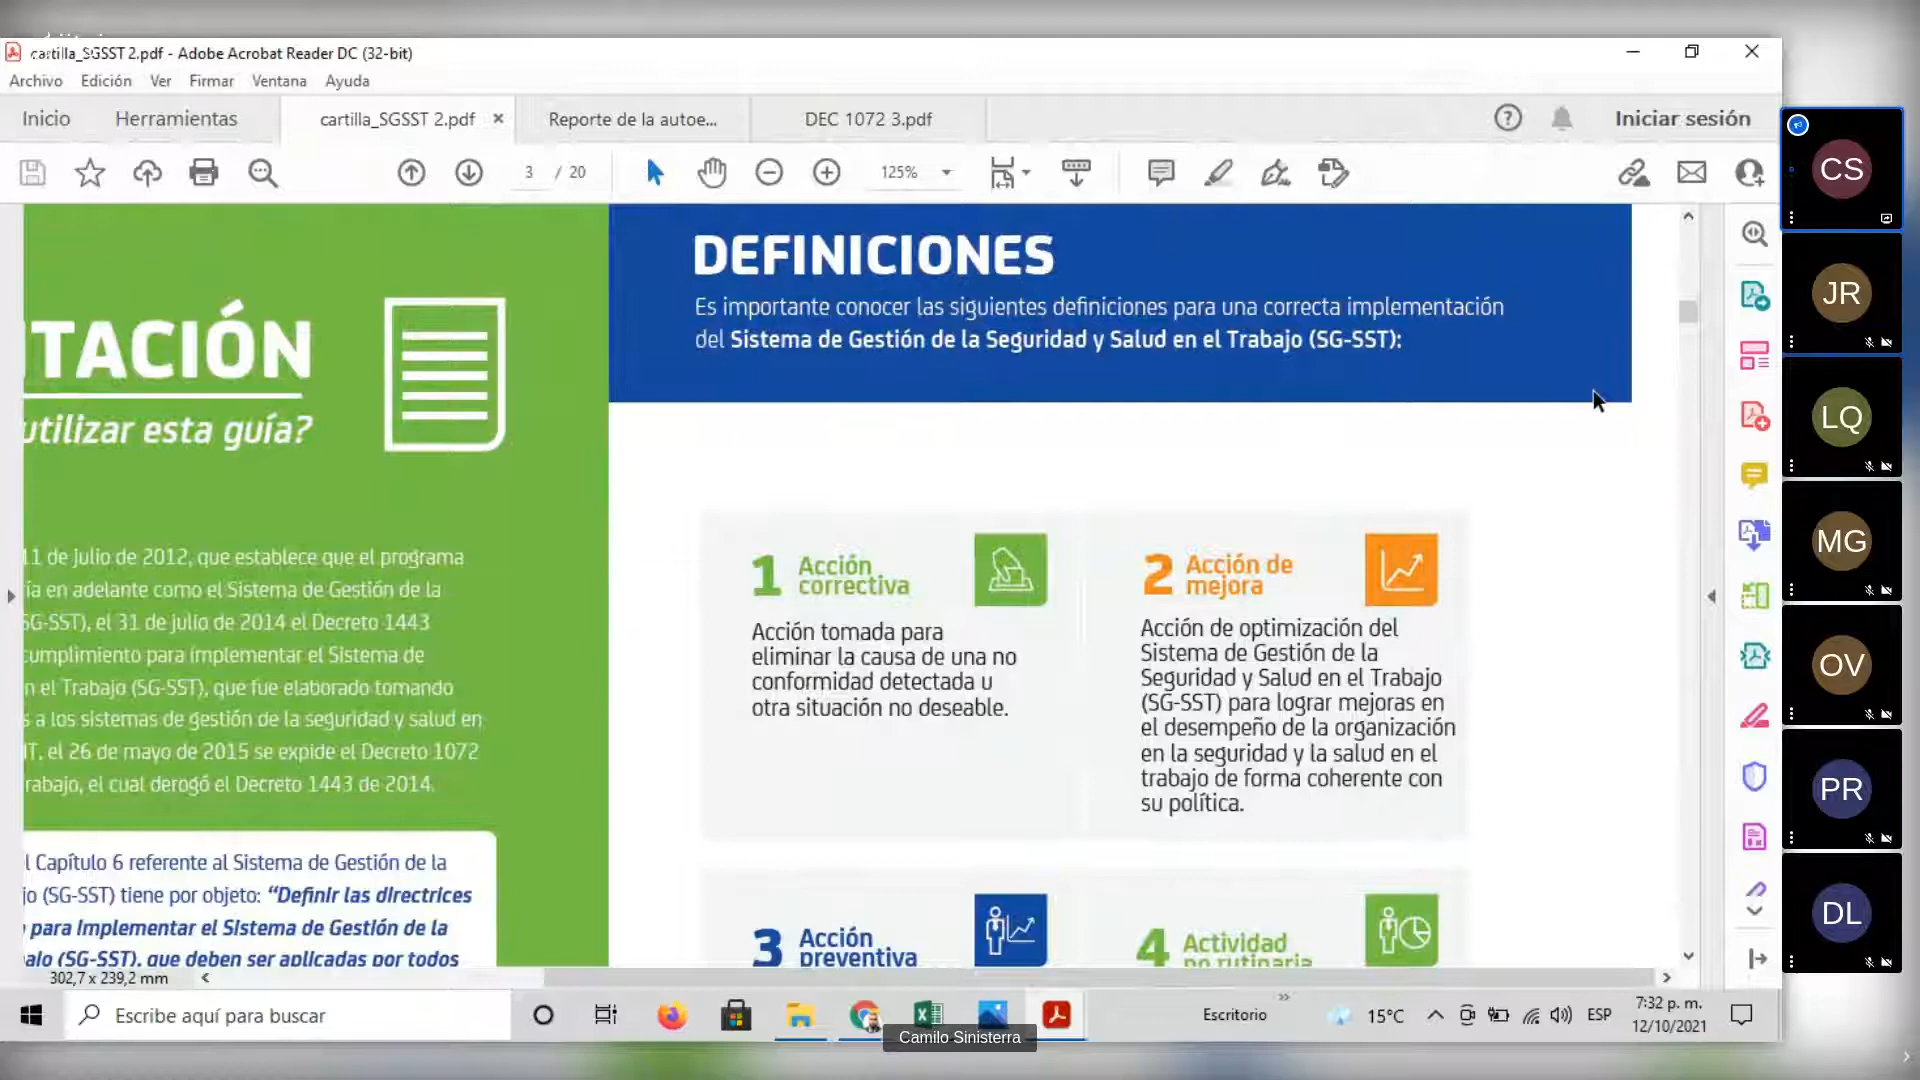 cartilla_SGSST 2.pdf - Adobe Acrobat Reader DC (32-bit)
Archivo Edición Ver Firmar Ventana Ayuda
Inicio Herramientas cartilla_SGSST 2.pdf Reporte de la autoe... DEC 1072 3.pdf Iniciar sesión
3 / 20 125%
TACIÓN
utilizar esta guía?
11 de julio de 2012, que establece que el programa
ía en adelante como el Sistema de Gestión de la
SG-SST), el 31 de julio de 2014 el Decreto 1443
cumplimiento para implementar el Sistema de
n el Trabajo (SG-SST), que fue elaborado tomando
s a los sistemas de gestión de la seguridad y salud en
IT, el 26 de mayo de 2015 se expide el Decreto 1072
rabajo, el cual derogó el Decreto 1443 de 2014.
l Capítulo 6 referente al Sistema de Gestión de la
jo (SG-SST) tiene por objeto: “Definir las directrices
para Implementar el Sistema de Gestión de la
ajo (SG-SST), que deben ser aplicadas por todos
DEFINICIONES
Es importante conocer las siguientes definiciones para una correcta implementación
del Sistema de Gestión de la Seguridad y Salud en el Trabajo (SG-SST):
1 Acción
correctiva
Acción tomada para
eliminar la causa de una no
conformidad detectada u
otra situación no deseable.
2 Acción de
mejora
Acción de optimización del
Sistema de Gestión de la
Seguridad y Salud en el Trabajo
(SG-SST) para lograr mejoras en
el desempeño de la organización
en la seguridad y la salud en el
trabajo de forma coherente con
su política.
3 Acción
preventiva
4 Actividad
no rutinaria
302,7 x 239,2 mm
Escribe aquí para buscar
Escritorio
15°C
ESP
7:32 p. m.
12/10/2021
Camilo Sinisterra
CS
JR
LQ
MG
OV
PR
DL